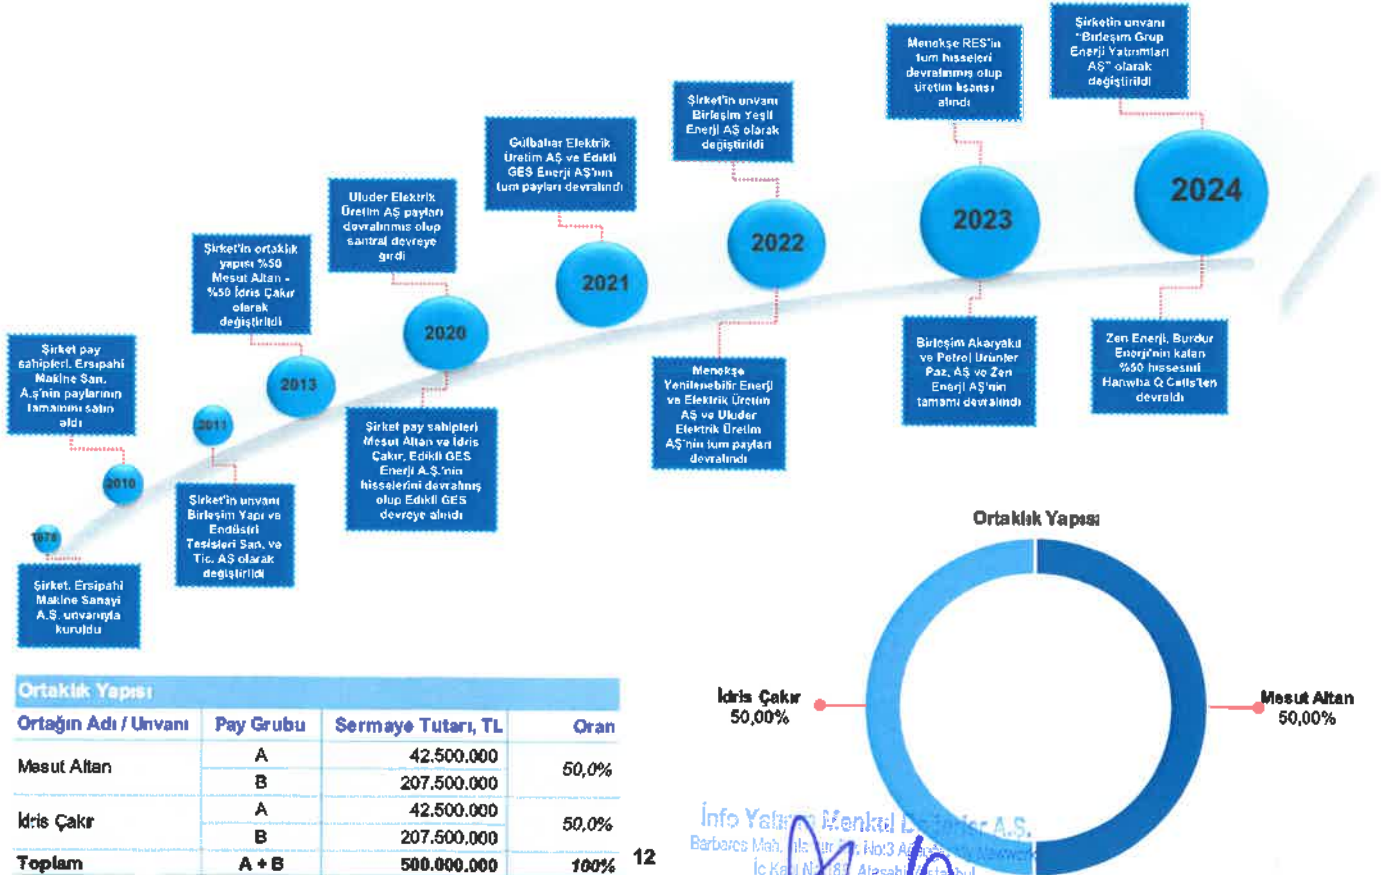 Şirket, Ersipahi
Makine Sanayi
A.Ş. unvanıyla
kuruldu
Şirket pay
sahipleri, Ersipahi
Makine San.
A.ş'nin paylarının
tamamını satın
aldı
2010
2011
Şirket'in unvanı
Birleşim Yapı ve
Endüstri
Tesisleri San. ve
Tic. AŞ olarak
değiştirildi
Şirket'in ortaklık
yapısı %50
Mesut Altan -
%50 İdris Çakır
olarak
değiştirildi
2013
Uluder Elektrik
Üretim AŞ payları
devralınmış olup
santral devreye
girdi
2020
Şirket pay sahipleri
Mesut Altan ve İdris
Çakır, Edikli GES
Enerji A.Ş.'nin
hisselerini devralmış
olup Edikli GES
devreye alındı
Gülbahar Elektrik
Üretim AŞ ve Edikli
GES Enerji AŞ'nin
tüm payları devralındı
2021
Şirket'in unvanı
Birleşim Yeşil
Enerji AŞ olarak
değiştirildi
2022
Menekşe
Yenilenebilir Enerji
ve Elektrik Üretim
AŞ ve Uluder
Elektrik Üretim
AŞ'nin tüm payları
devralındı
Menekşe RES'in
tüm hisseleri
devralınmış olup
üretim lisansı
alındı
2023
Birleşim Akaryakıt
ve Petrol Ürünler
Paz. AŞ ve Zen
Enerji AŞ'nin
tamamı devralındı
Şirketin unvanı
"Birleşim Grup
Enerji Yatırımları
AŞ" olarak
değiştirildi
2024
Zen Enerji, Burdur
Enerji'nin kalan
%50 hissesini
Hanwha Q Cells'ten
devraldı
Ortaklık Yapısı
Ortağın Adı / Unvanı Pay Grubu Sermaye Tutarı, TL Oran
Mesut Altan A 42.500.000 50,0%
B 207.500.000
İdris Çakır A 42.500.000 50,0%
B 207.500.000
Toplam A + B 500.000.000 100%
12
Ortaklık Yapısı
İdris Çakır
50,00%
Mesut Altan
50,00%
İnfo Yatırım Menkul Değerler A.Ş.
Barbaros Mah.
No:3